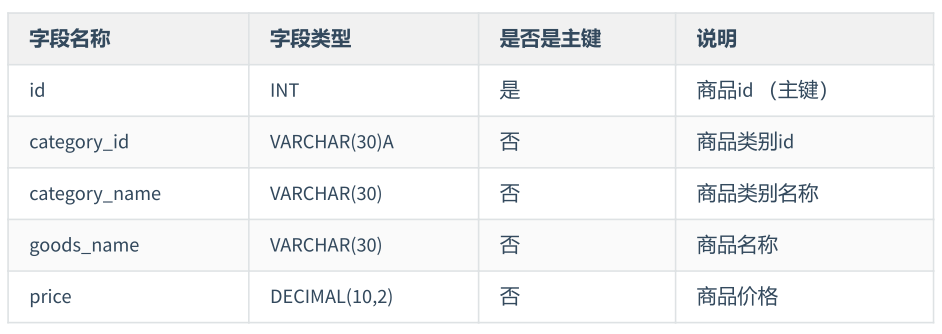 字段名称 字段类型 是否是主键 说明
id INT 是 商品id （主键）
category_id VARCHAR(30)A 否 商品类别id
category_name VARCHAR(30) 否 商品类别名称
goods_name VARCHAR(30) 否 商品名称
price DECIMAL(10,2) 否 商品价格